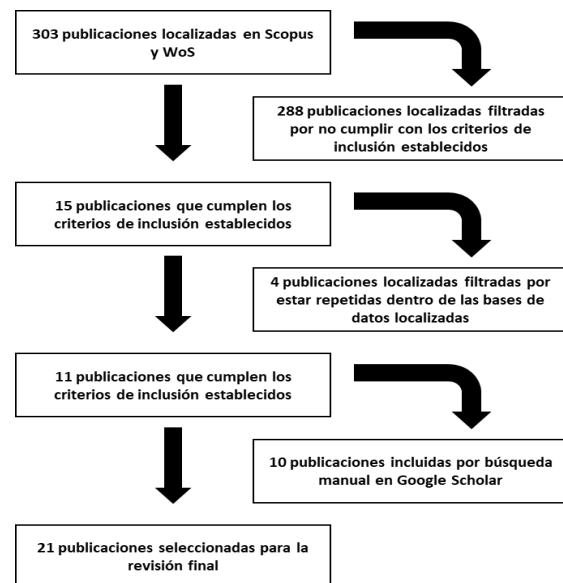 303 publicaciones localizadas en Scopus
y WoS
288 publicaciones localizadas filtradas
por no cumplir con los criterios de
inclusión establecidos
15 publicaciones que cumplen los
criterios de inclusión establecidos
4 publicaciones localizadas filtradas por
estar repetidas dentro de las bases de
datos localizadas
11 publicaciones que cumplen los
criterios de inclusión establecidos
10 publicaciones incluidas por búsqueda
manual en Google Scholar
21 publicaciones seleccionadas para la
revisión final